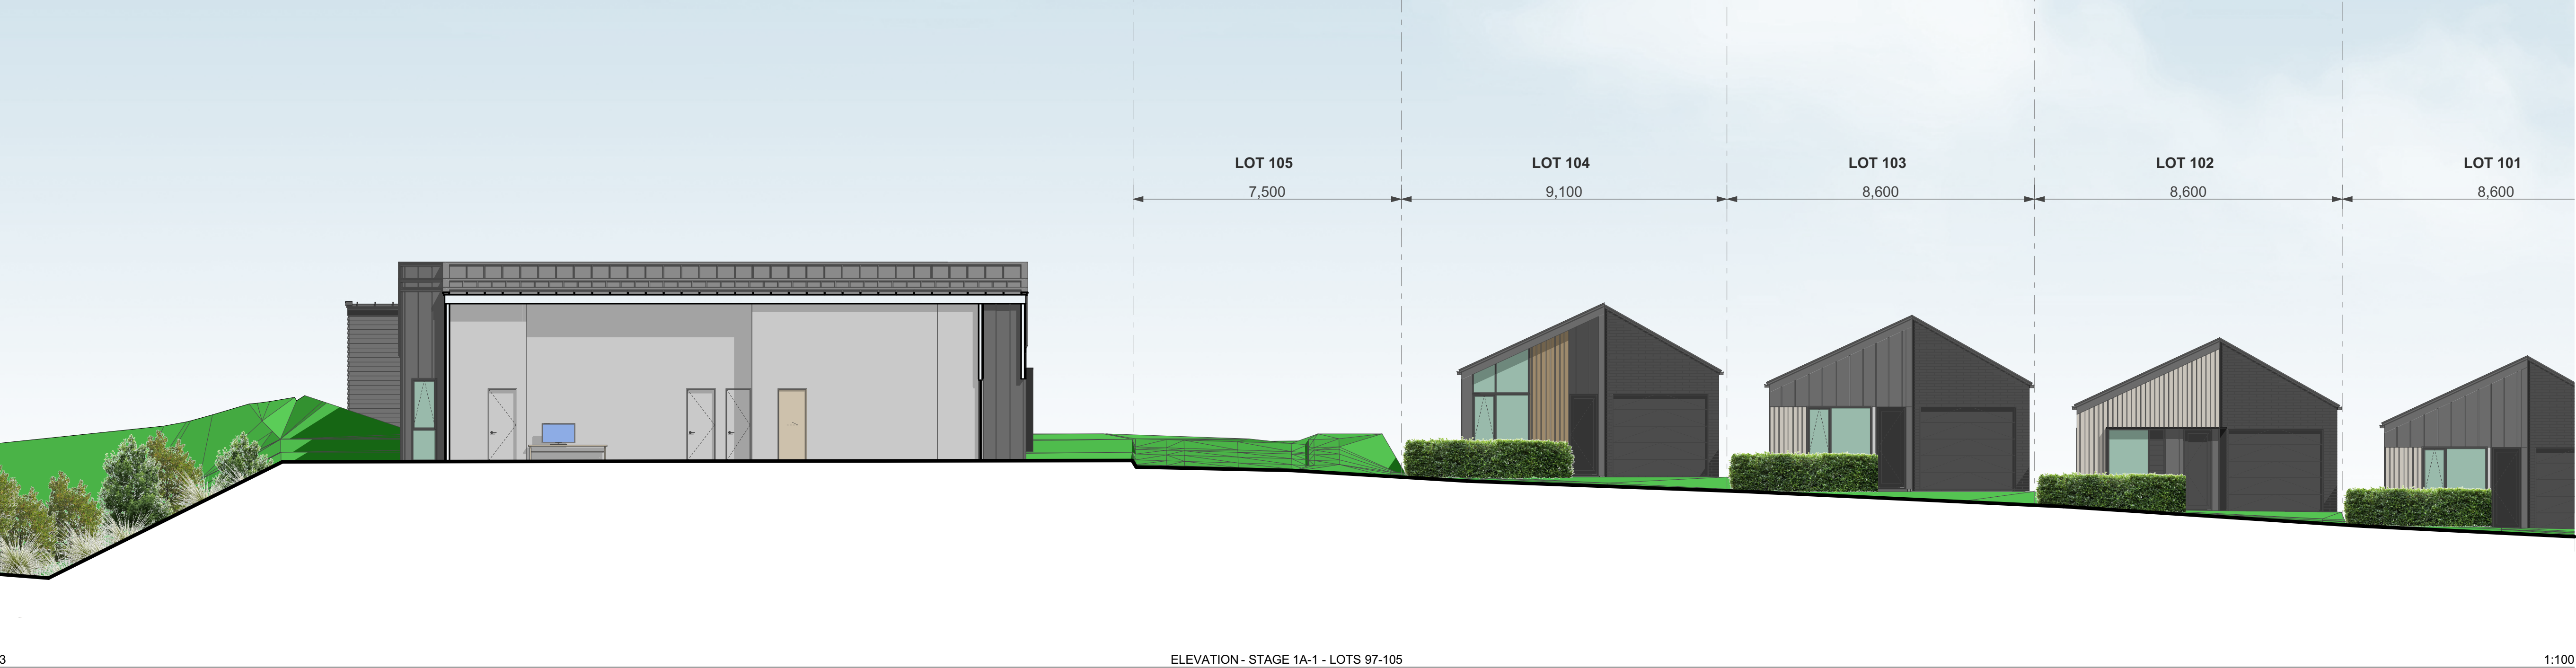 LOT 105 LOT 104 LOT 103 LOT 102 LOT 101
7,500 9,100 8,600 8,600 8,600
3 ELEVATION - STAGE 1A-1 - LOTS 97-105 1:100